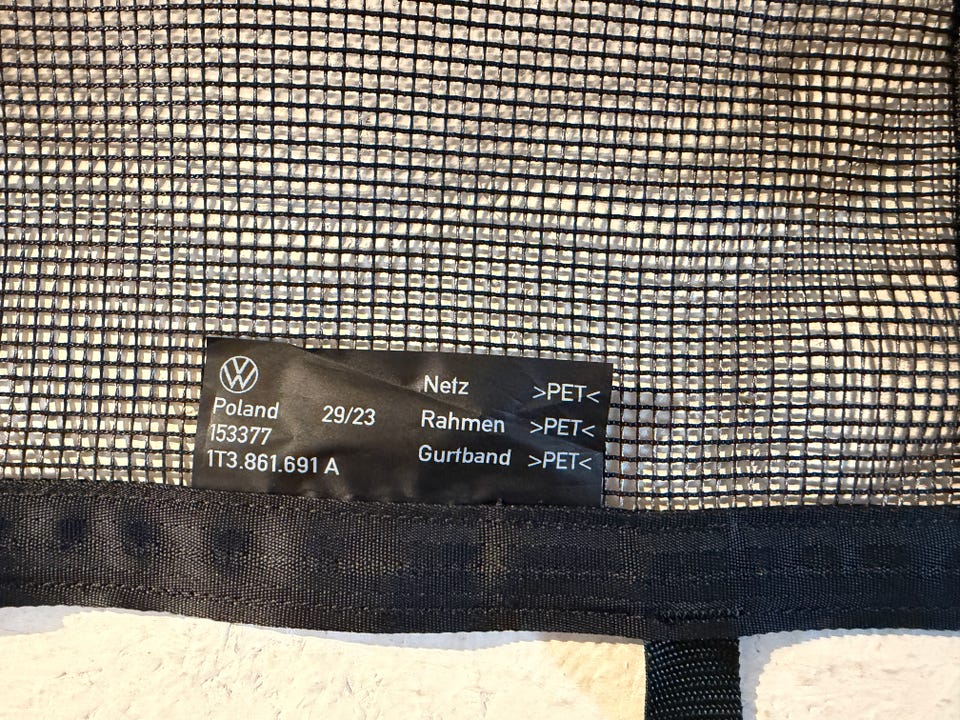 Poland 29/23
153377
1T3.861.691 A
Netz >PET<
Rahmen >PET<
Gurtband >PET<